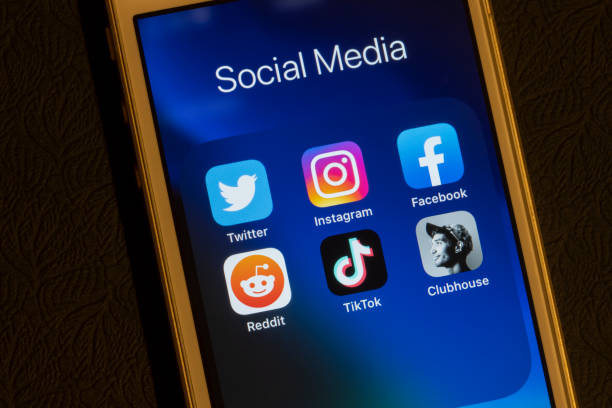 Social Media
Twitter
Instagram
Facebook
Reddit
TikTok
Clubhouse